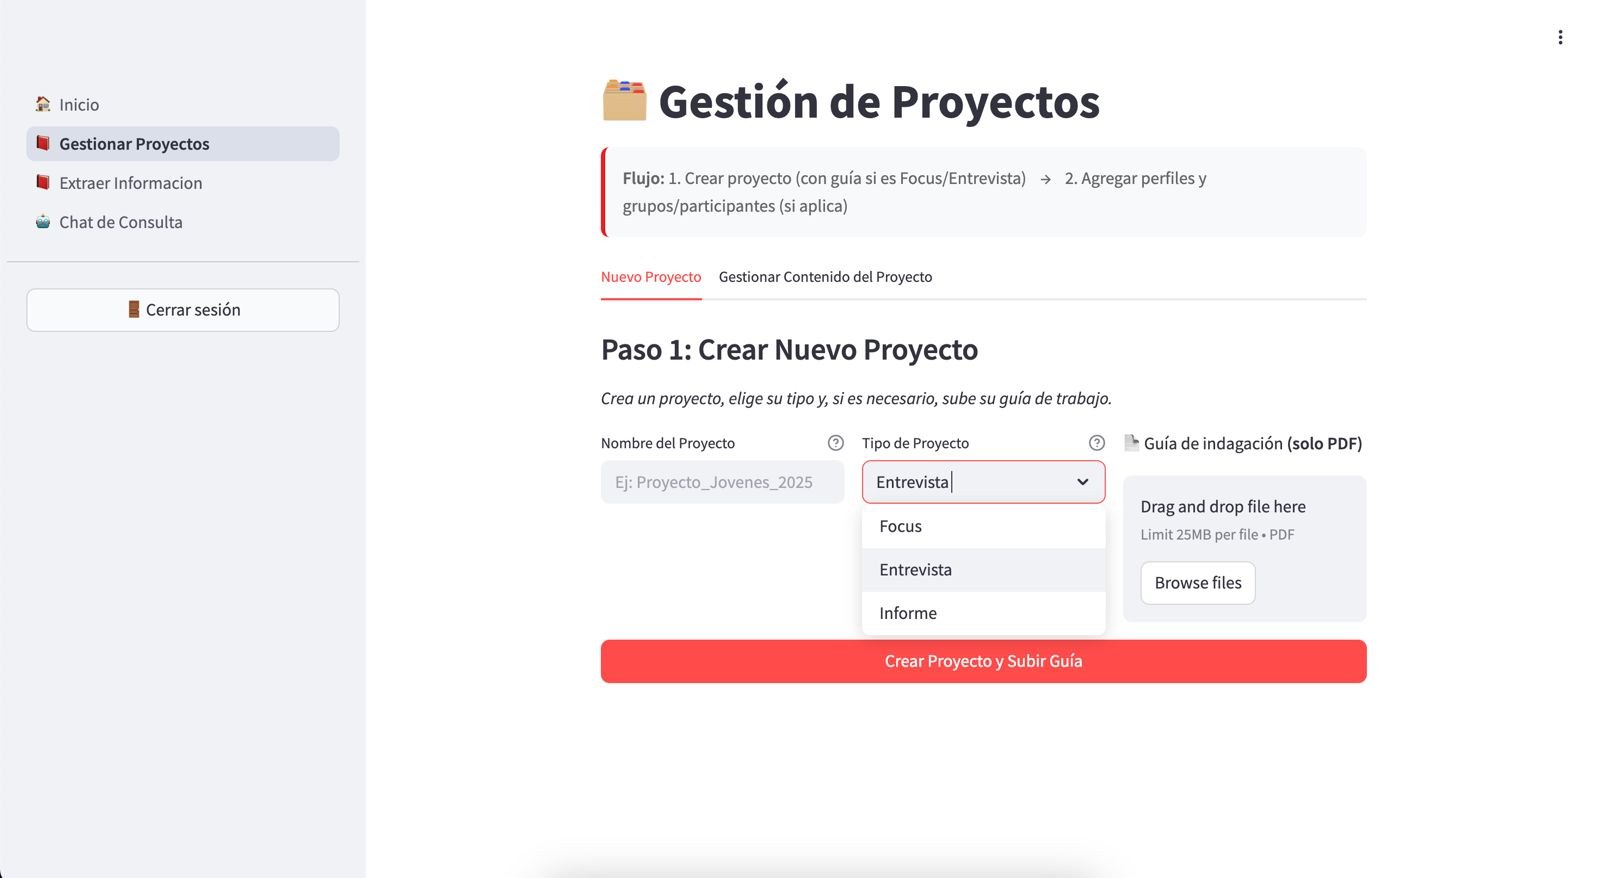 Inicio
Gestionar Proyectos
Extraer Informacion
Chat de Consulta
Cerrar sesión
Gestión de Proyectos
Flujo: 1. Crear proyecto (con guía si es Focus/Entrevista) → 2. Agregar perfiles y
grupos/participantes (si aplica)
Nuevo Proyecto Gestionar Contenido del Proyecto
Paso 1: Crear Nuevo Proyecto
Crea un proyecto, elige su tipo y, si es necesario, sube su guía de trabajo.
Nombre del Proyecto
Ej: Proyecto_Jovenes_2025
Tipo de Proyecto
Entrevista
Focus
Entrevista
Informe
Guía de indagación (solo PDF)
Drag and drop file here
Limit 25MB per file • PDF
Browse files
Crear Proyecto y Subir Guía